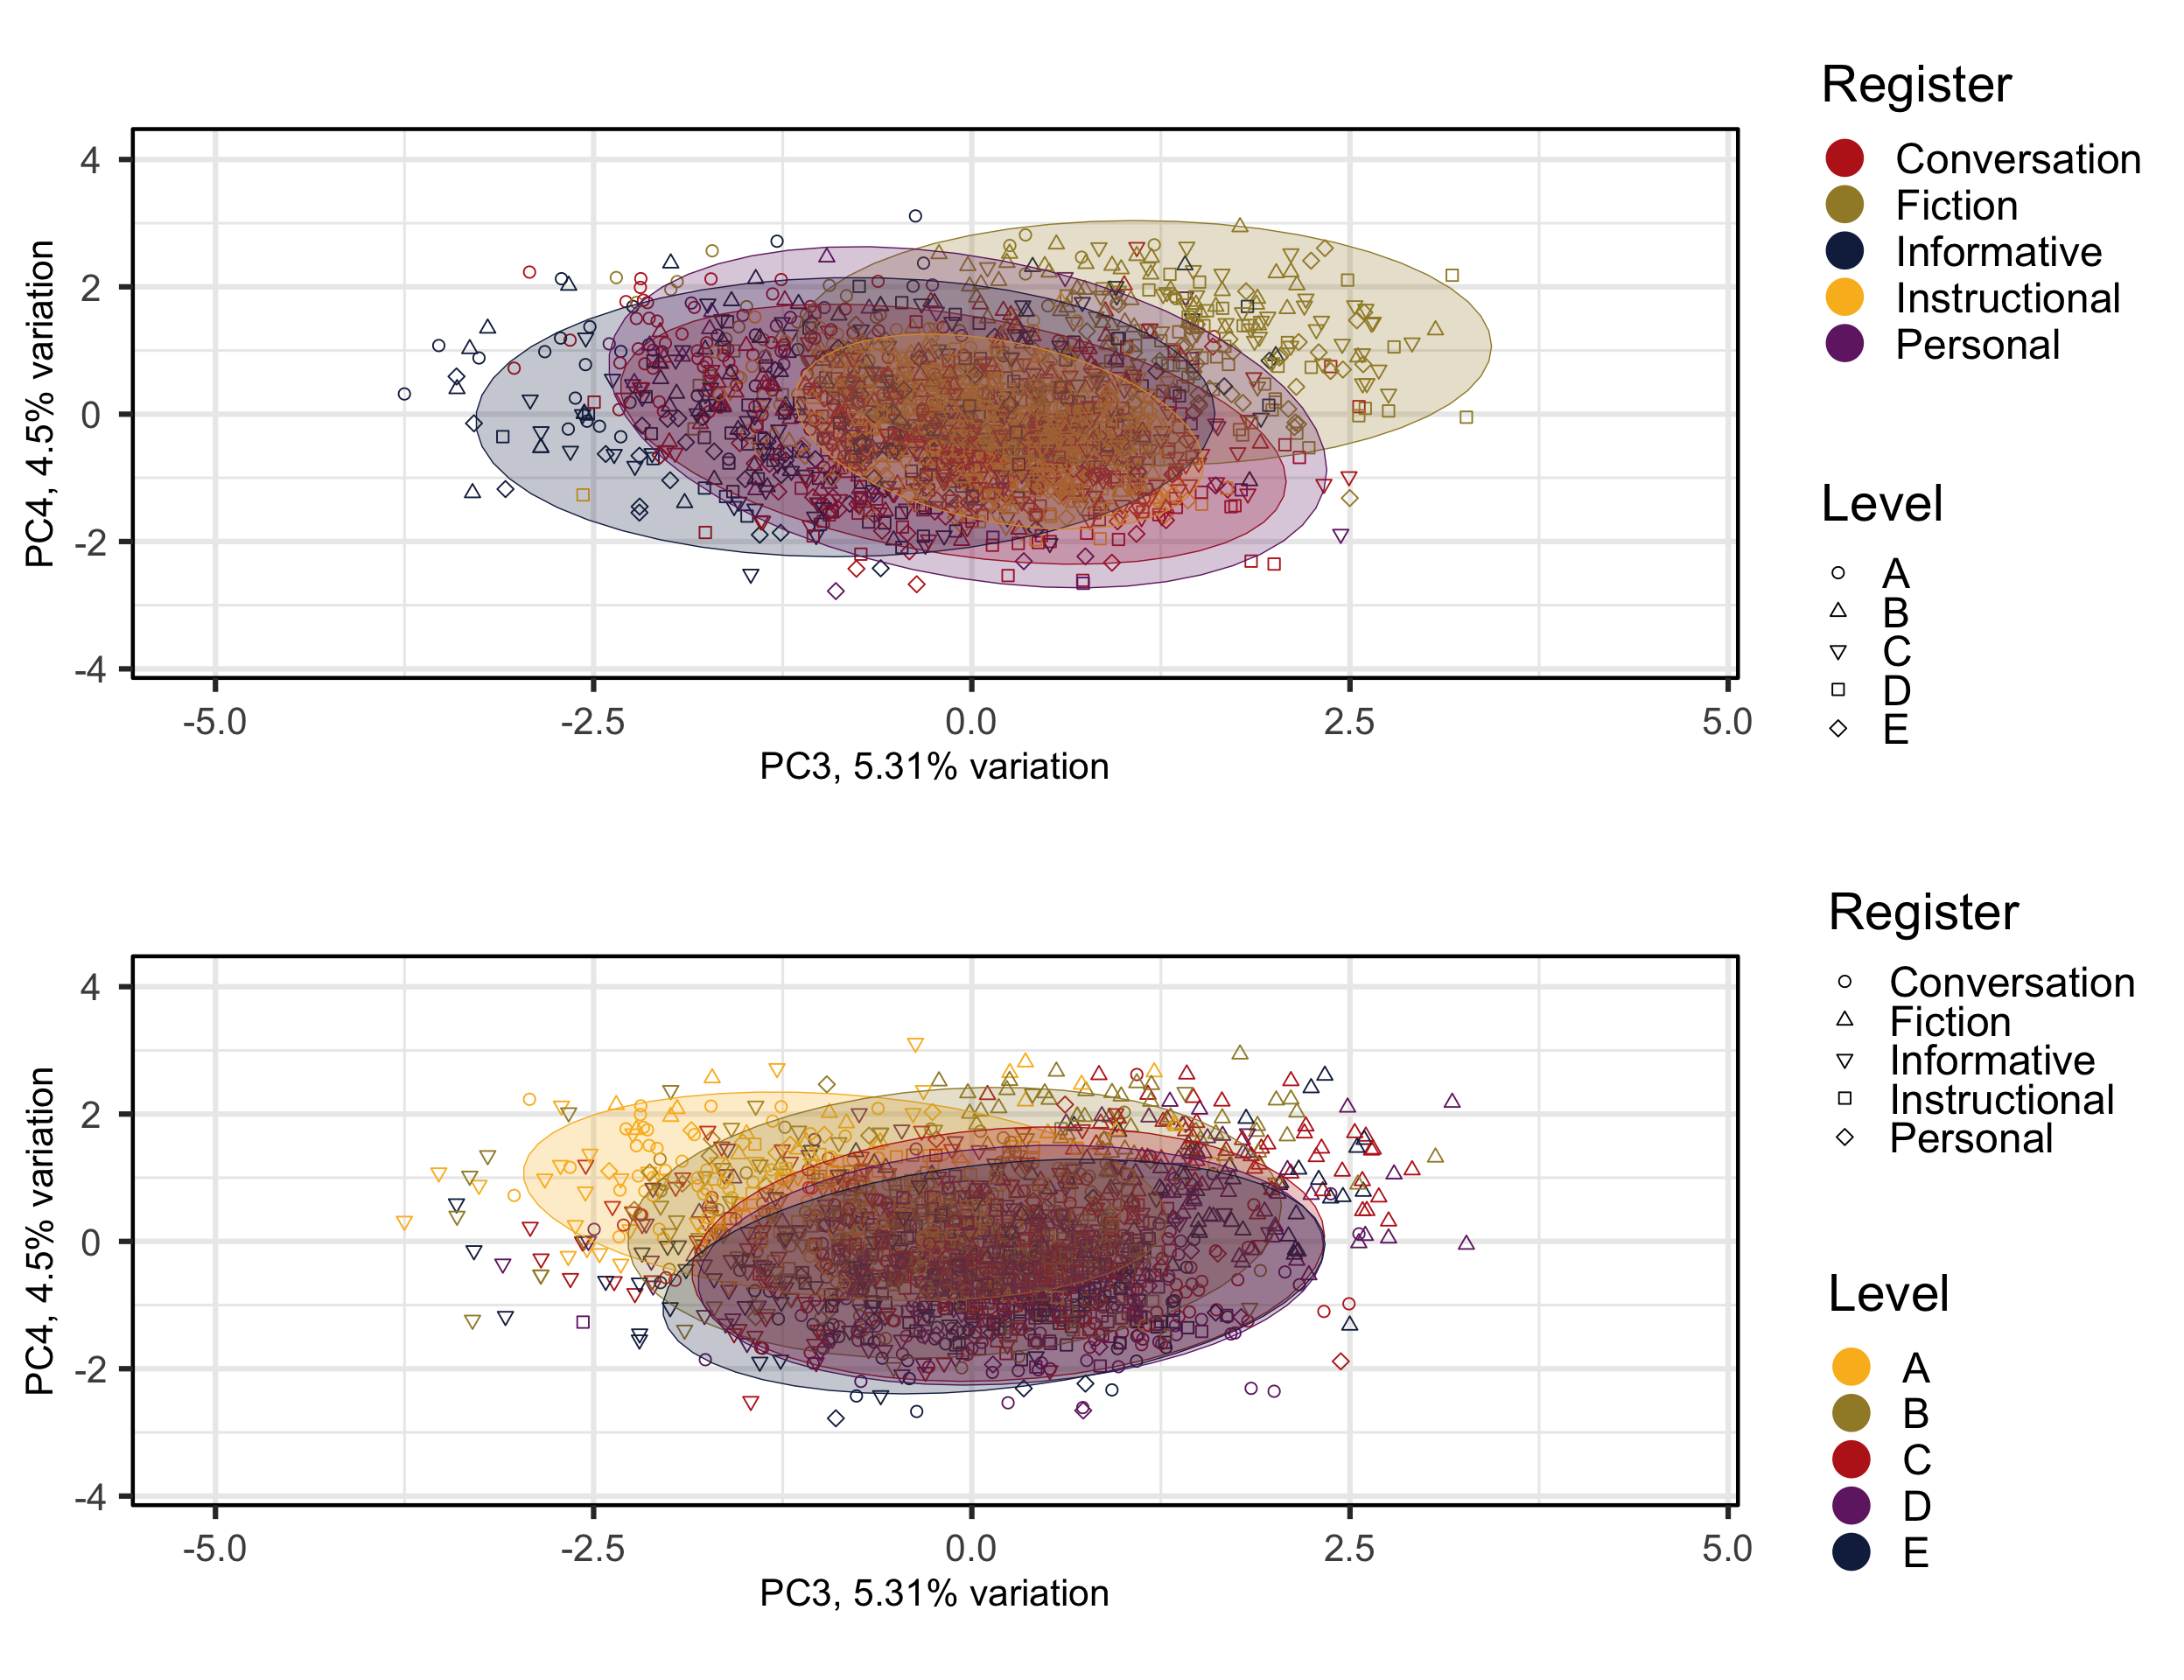 Register
Conversation
Fiction
Informative
Instructional
Personal
Level
A
B
C
D
E
4
2
0
-2
-4
PC4, 4.5% variation
-5.0
-2.5
0.0
2.5
5.0
PC3, 5.31% variation
Register
Conversation
Fiction
Informative
Instructional
Personal
Level
A
B
C
D
E
4
2
0
-2
-4
PC4, 4.5% variation
-5.0
-2.5
0.0
2.5
5.0
PC3, 5.31% variation